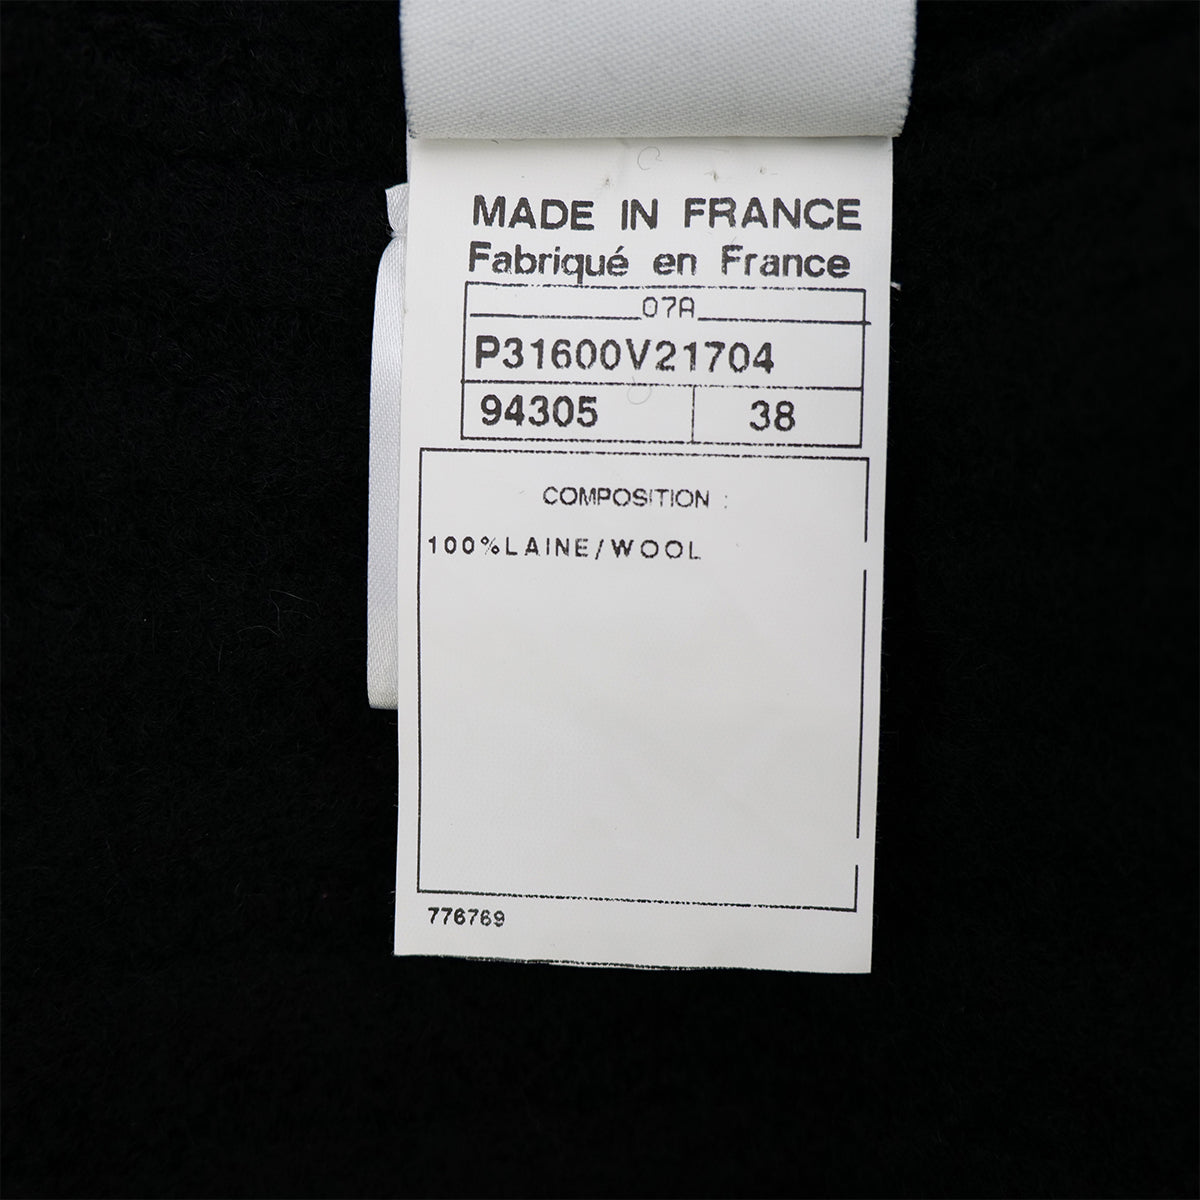 MADE IN FRANCE
Fabriqué en France
07A
P31600V21704
94305 38
COMPOSITION :
100%LAINE/WOOL
776769